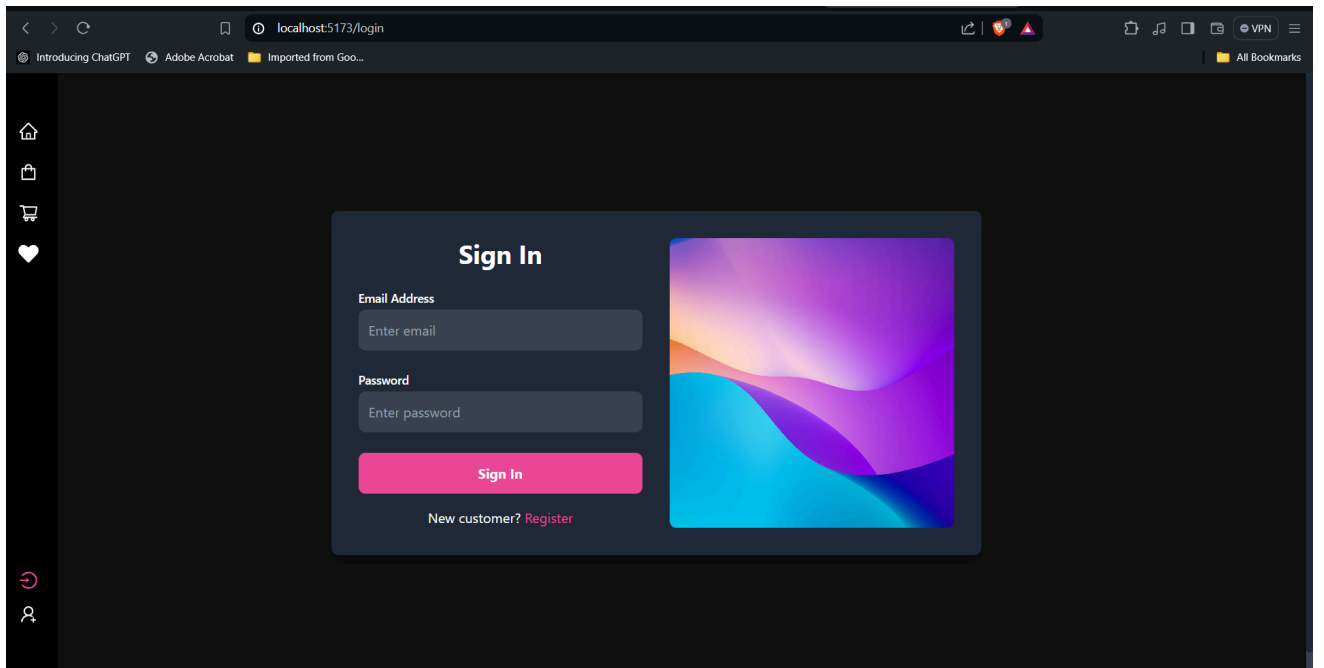 localhost:5173/login
1
VPN
Introducing ChatGPT Adobe Acrobat Imported from Goo... All Bookmarks
Sign In
Email Address
Enter email
Password
Enter password
Sign In
New customer? Register